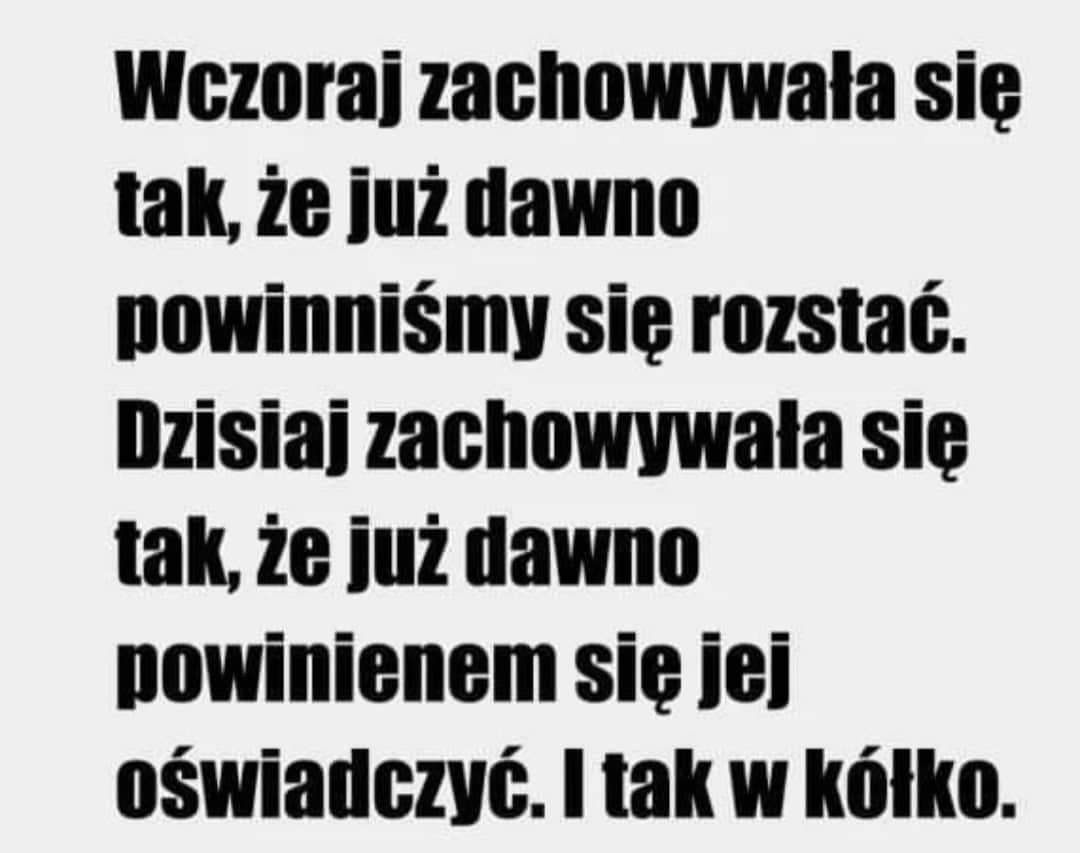 Wczoraj zachowywała się
tak, że już dawno
powinniśmy się rozstać.
Dzisiaj zachowywała się
tak, że już dawno
powinienem się jej
oświadczyć. I tak w kółko.